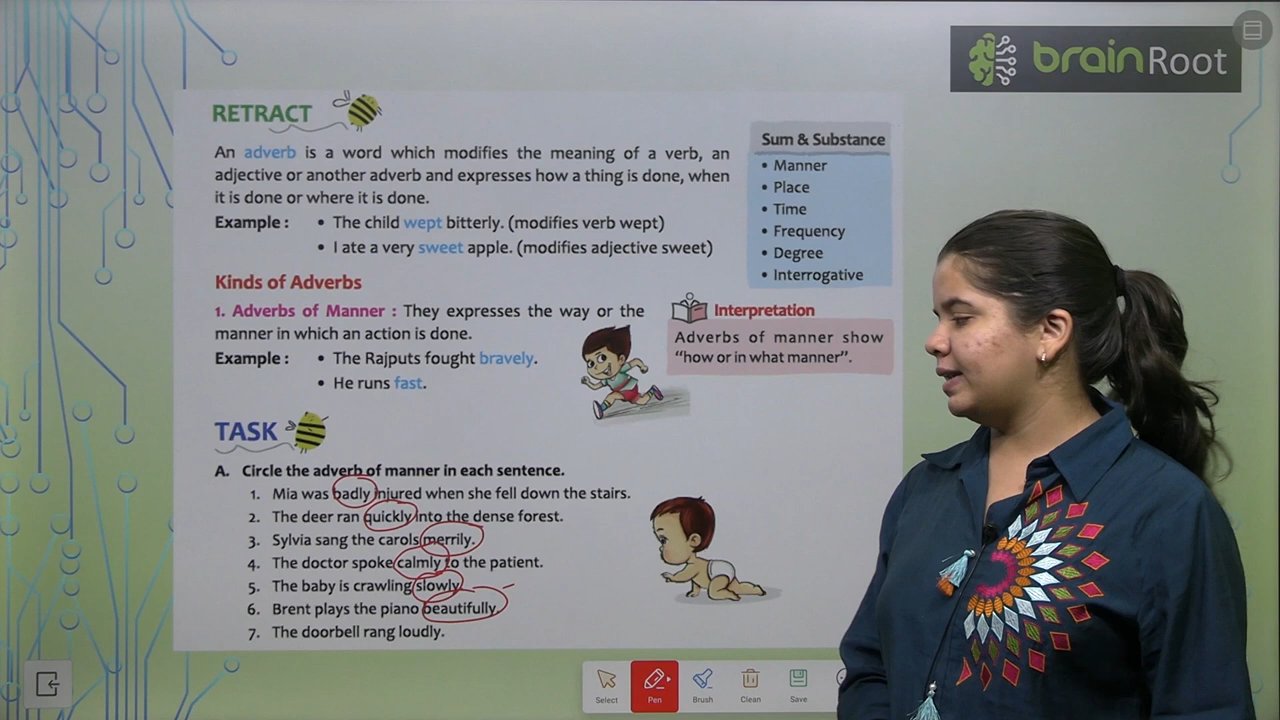 brainRoot
RETRACT
An adverb is a word which modifies the meaning of a verb, an
adjective or another adverb and expresses how a thing is done, when
it is done or where it is done.
Example : • The child wept bitterly. (modifies verb wept)
• I ate a very sweet apple. (modifies adjective sweet)
Sum & Substance
• Manner
• Place
• Time
• Frequency
• Degree
• Interrogative
Kinds of Adverbs
1. Adverbs of Manner : They expresses the way or the
manner in which an action is done.
Example : • The Rajputs fought bravely.
• He runs fast.
Interpretation
Adverbs of manner show
“how or in what manner”.
TASK
A. Circle the adverb of manner in each sentence.
1. Mia was badly injured when she fell down the stairs.
2. The deer ran quickly into the dense forest.
3. Sylvia sang the carols merrily.
4. The doctor spoke calmly to the patient.
5. The baby is crawling slowly.
6. Brent plays the piano beautifully.
7. The doorbell rang loudly.
Select Pen Brush Clean Save